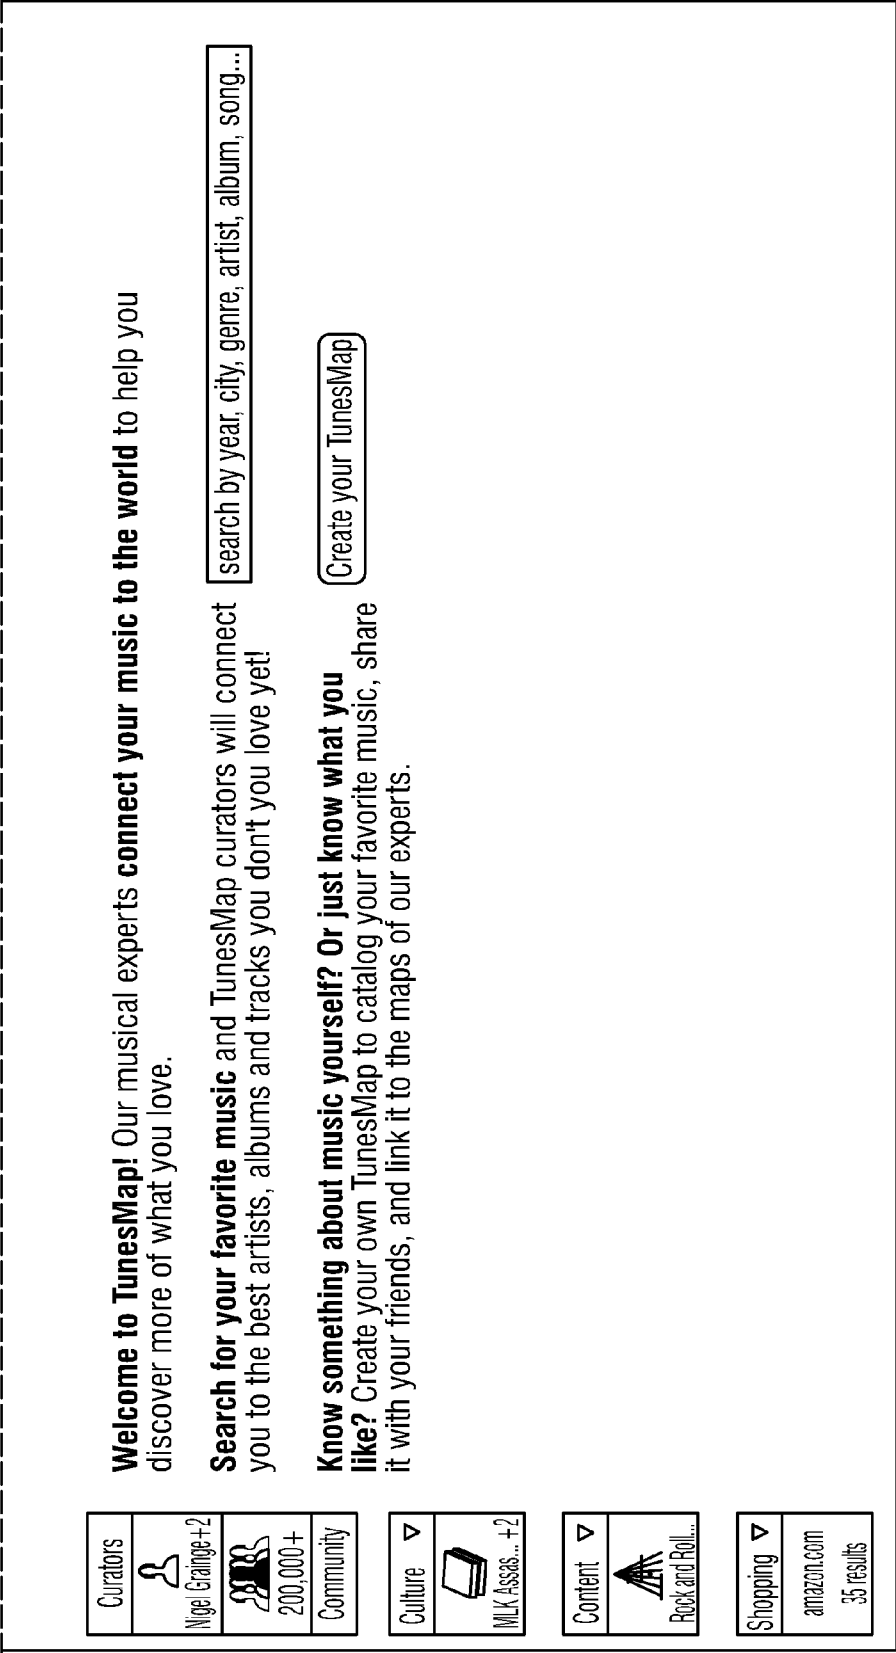 Curators
Nigel Grainge+2
200,000+
Community
Culture
MLK Assas... +2
Content
Rock and Roll...
Shopping
amazon.com
35 results
Welcome to TunesMap! Our musical experts connect your music to the world to help you
discover more of what you love.
Search for your favorite music and TunesMap curators will connect
you to the best artists, albums and tracks you don't you love yet!
search by year, city, genre, artist, album, song...
Know something about music yourself? Or just know what you
like? Create your own TunesMap to catalog your favorite music, share
it with your friends, and link it to the maps of our experts.
Create your TunesMap